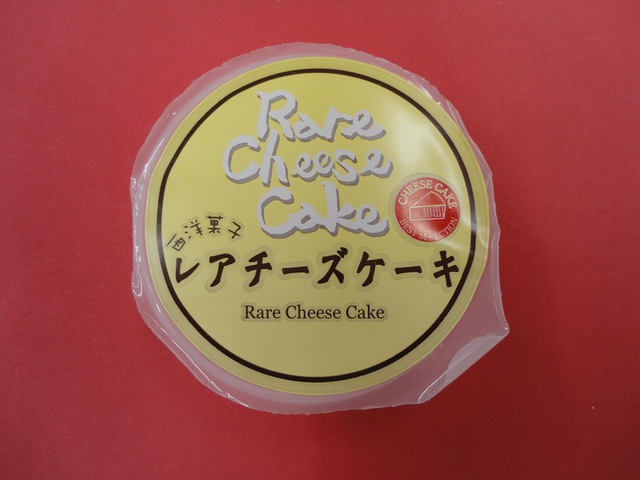 Rare
Cheese
Cake
CHEESE CAKE
BEST SELECTION
西洋菓子
レアチーズケーキ
Rare Cheese Cake